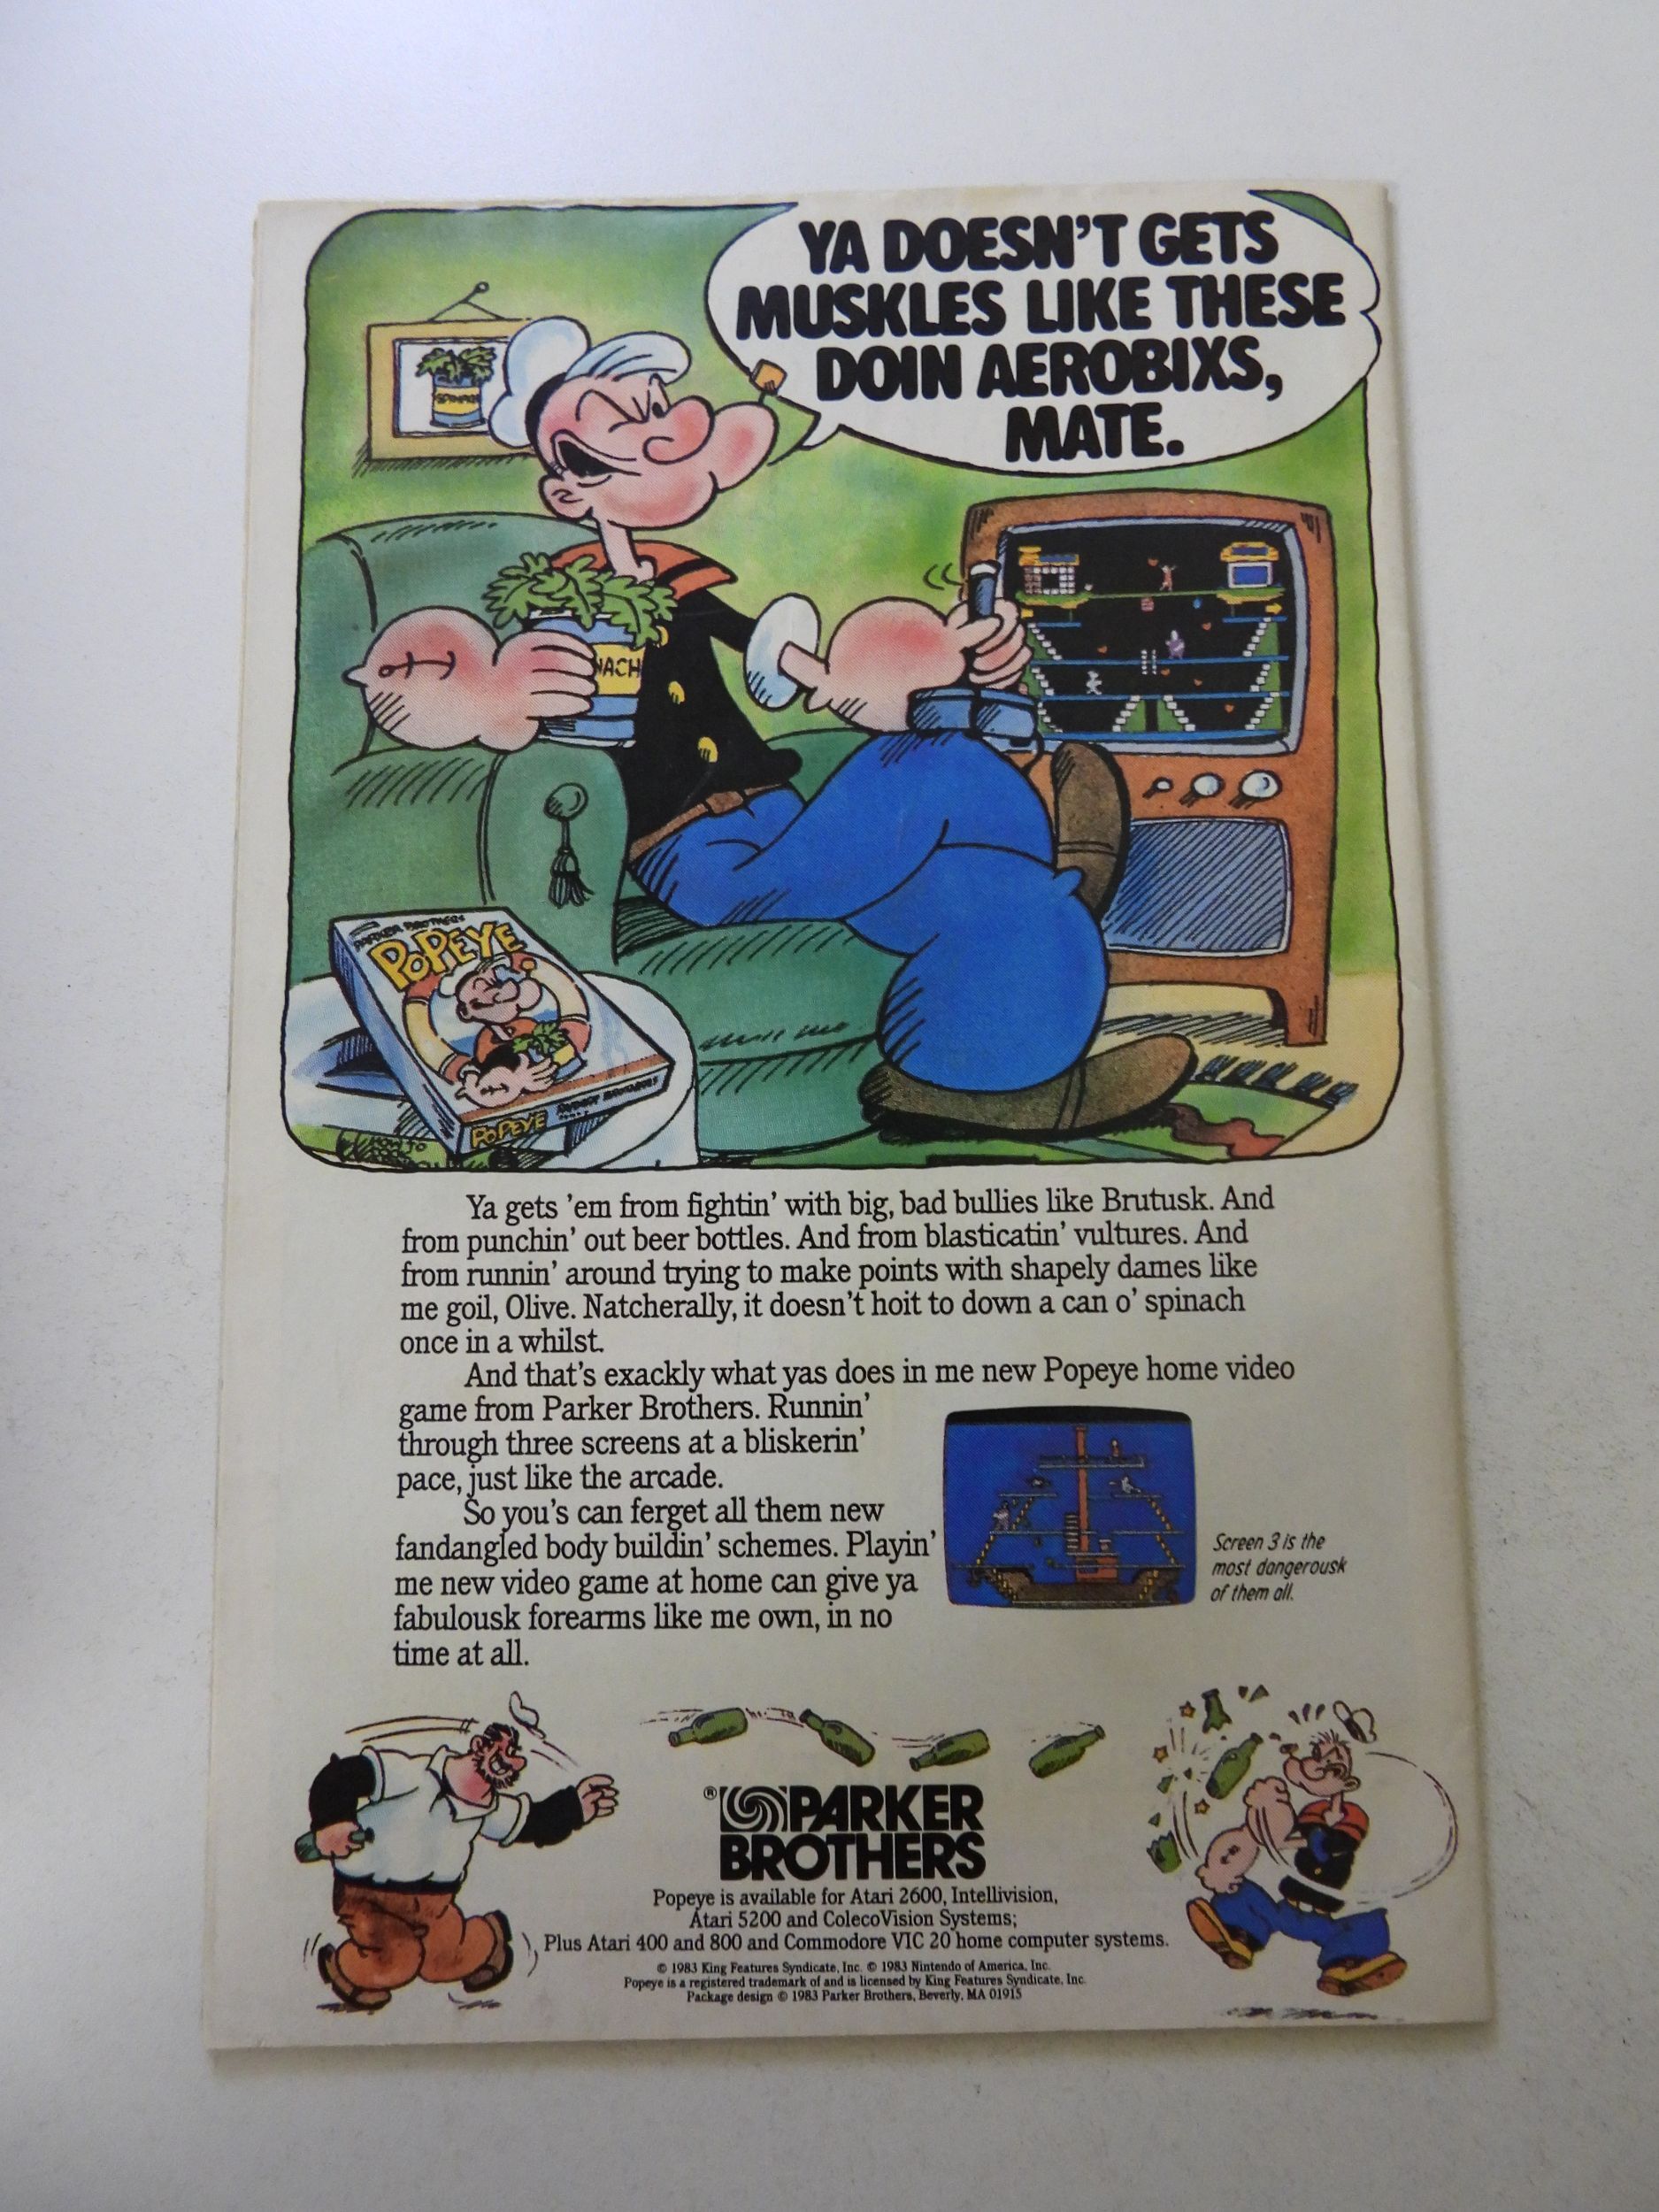 YA DOESN'T GETS
MUSKLES LIKE THESE
DOIN AEROBIXS,
MATE.
SPINACH
NACH
PARKER BROTHERS
POPEYE
POPEYE PARKER BROTHERS
HOW TO
Ya gets 'em from fightin' with big, bad bullies like Brutusk. And
from punchin' out beer bottles. And from blasticatin' vultures. And
from runnin' around trying to make points with shapely dames like
me goil, Olive. Natcherally, it doesn't hoit to down a can o' spinach
once in a whilst.
And that's exackly what yas does in me new Popeye home video
game from Parker Brothers. Runnin'
through three screens at a bliskerin'
pace, just like the arcade.
So you's can ferget all them new
fandangled body buildin' schemes. Playin'
me new video game at home can give ya
fabulousk forearms like me own, in no
time at all.
Screen 3 is the
most dangerousk
of them all.
® PARKER
BROTHERS
Popeye is available for Atari 2600, Intellivision,
Atari 5200 and ColecoVision Systems;
Plus Atari 400 and 800 and Commodore VIC 20 home computer systems.
© 1983 King Features Syndicate, Inc. © 1983 Nintendo of America, Inc.
Popeye is a registered trademark of and is licensed by King Features Syndicate, Inc.
Package design © 1983 Parker Brothers, Beverly, MA 01915